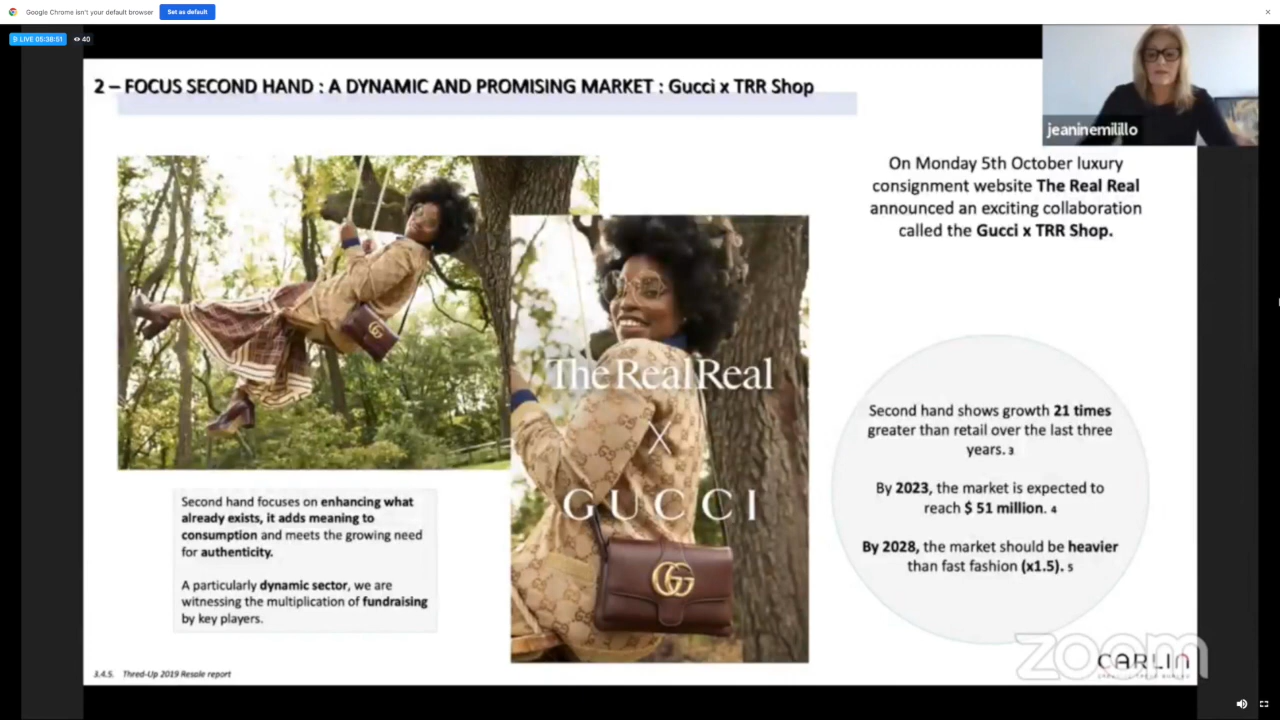 Google Chrome isn't your default browser
Set as default
LIVE 05:38:51
40
2 – FOCUS SECOND HAND : A DYNAMIC AND PROMISING MARKET : Gucci x TRR Shop
jeaninemilillo
On Monday 5th October luxury
consignment website The Real Real
announced an exciting collaboration
called the Gucci x TRR Shop.
The RealReal
X
GUCCI
Second hand shows growth 21 times
greater than retail over the last three
years. 3
By 2023, the market is expected to
reach $ 51 million. 4
By 2028, the market should be heavier
than fast fashion (x1.5). 5
Second hand focuses on enhancing what
already exists, it adds meaning to
consumption and meets the growing need
for authenticity.
A particularly dynamic sector, we are
witnessing the multiplication of fundraising
by key players.
3.4.5. Thred-Up 2019 Resale report
zoom
CARLIN